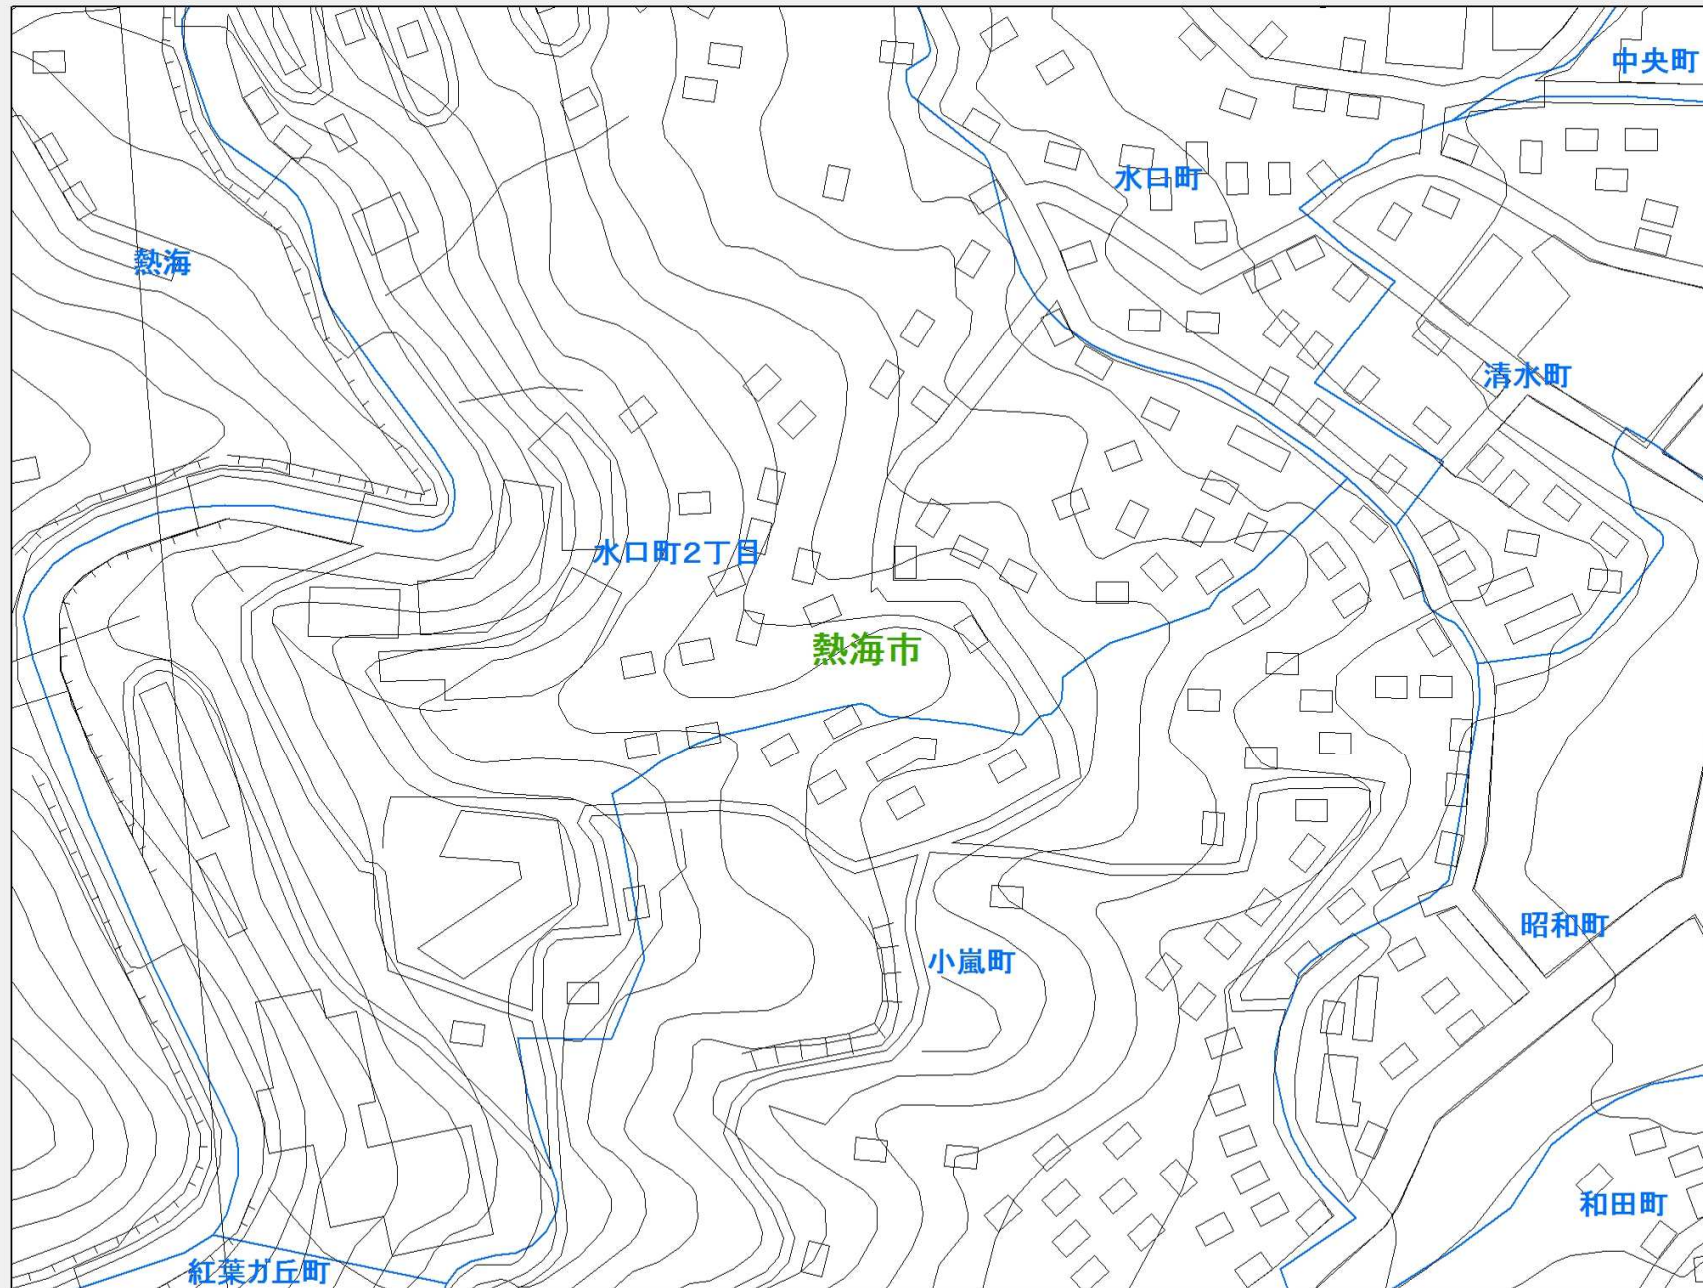 中央町
水口町
熱海
清水町
水口町2丁目
熱海市
昭和町
小嵐町
和田町
紅葉ガ丘町